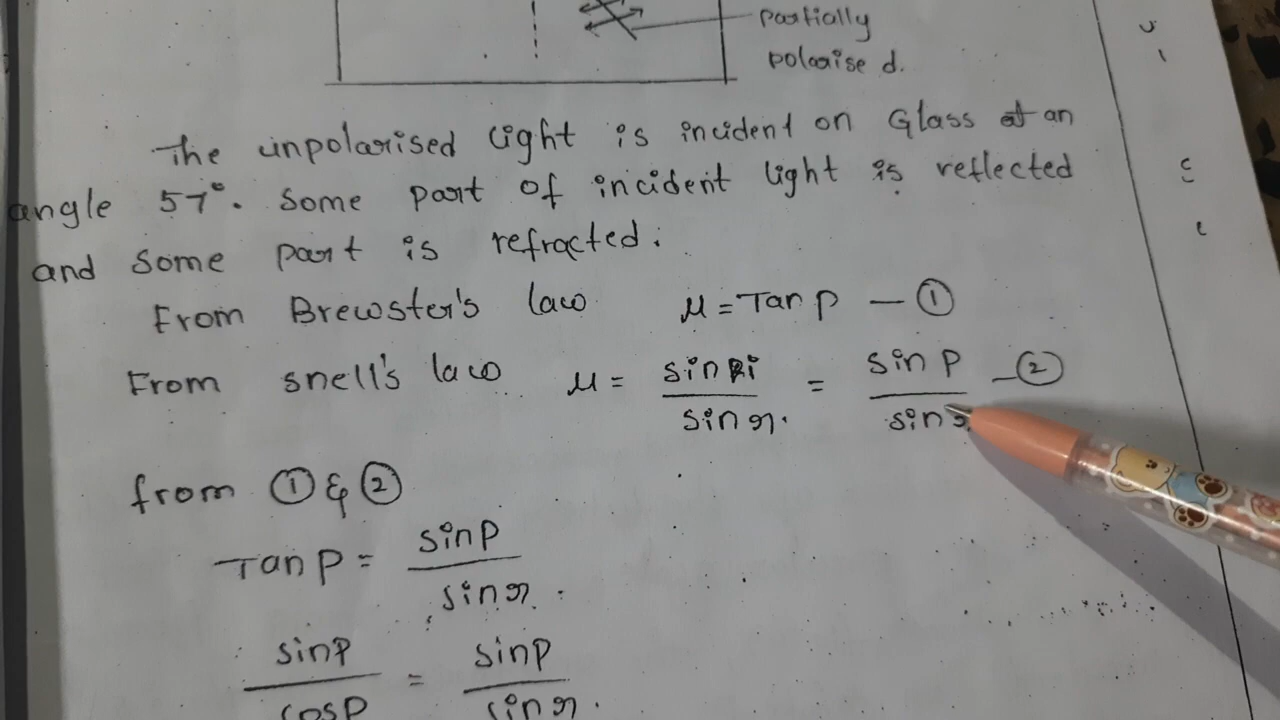 partially
polarised.
The unpolarised light is incident on Glass at an
angle 57°. Some part of incident light is reflected
and some part is refracted.
From Brewster's law μ = Tan p — ①
From snell's law μ = sin i / sin r. = sin p / sin r — ②
from ① & ②
Tan p = sin p / sin r.
sin p / cos p = sin p / sin r.